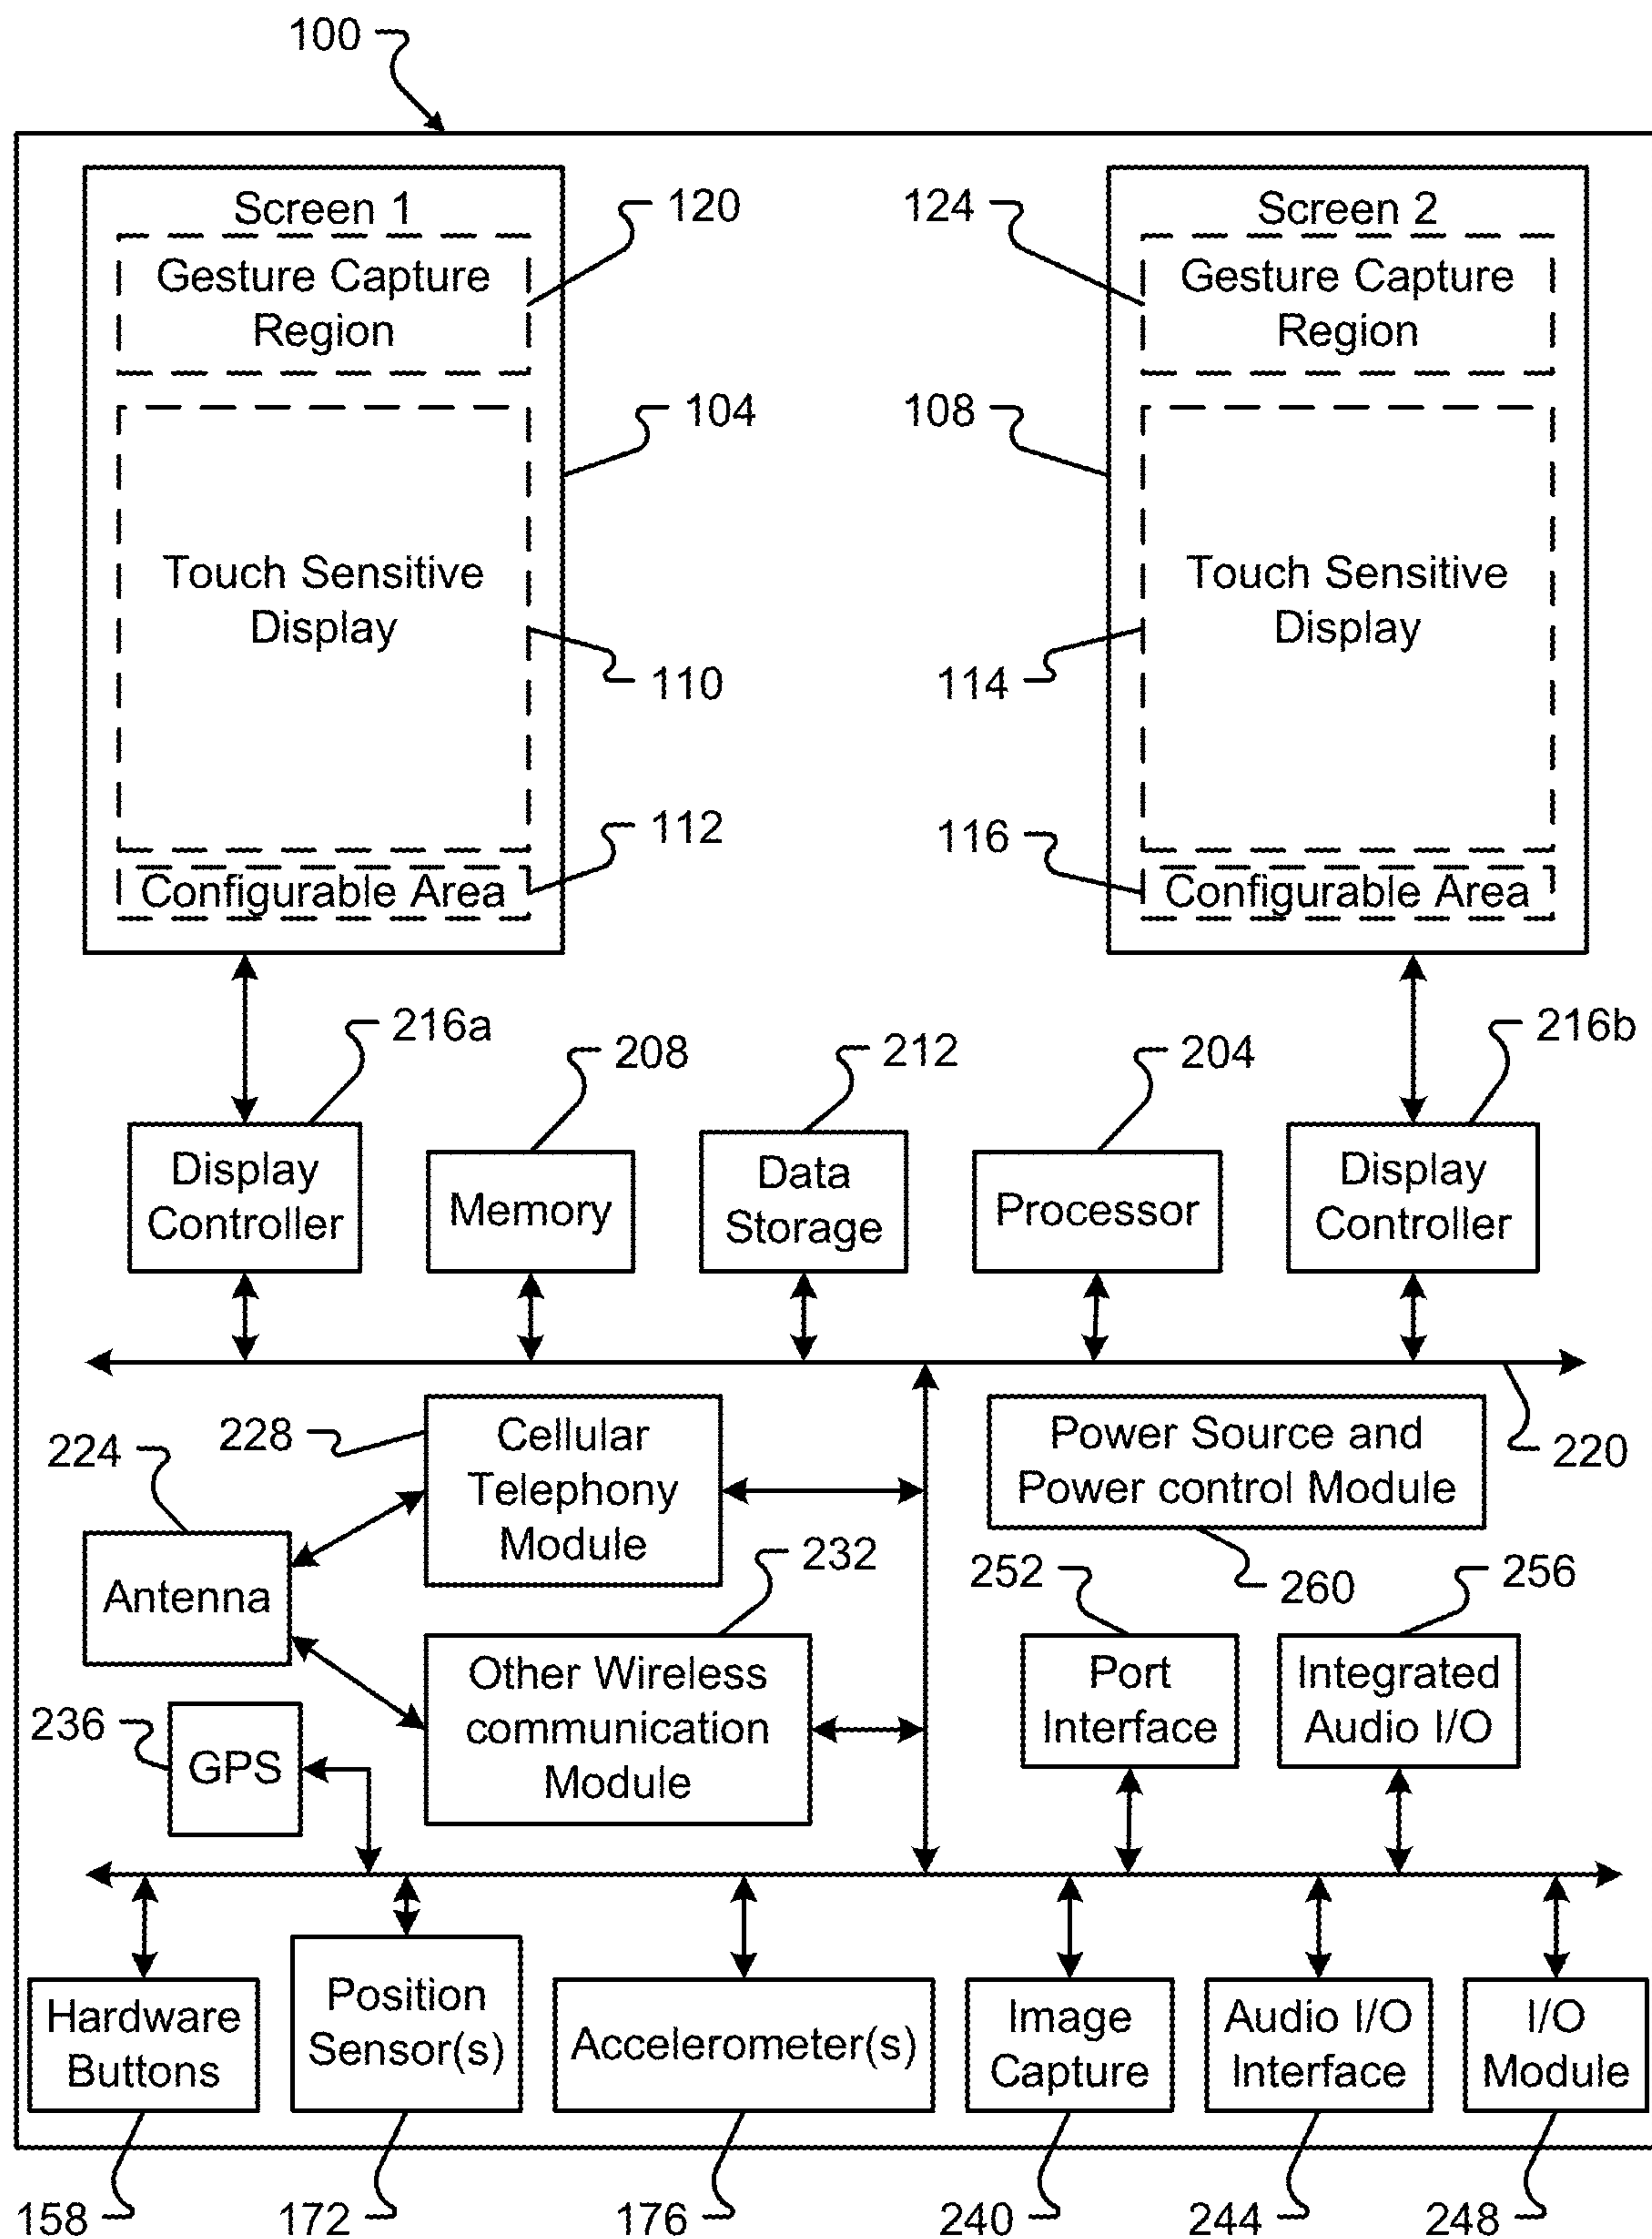 100
Screen 1
120
124
Screen 2
Gesture Capture
Region
Gesture Capture
Region
104
108
Touch Sensitive
Display
Touch Sensitive
Display
110
114
112
116
Configurable Area
Configurable Area
216a
208
212
204
216b
Display
Controller
Memory
Data
Storage
Processor
Display
Controller
224
228
Cellular
Telephony
Module
Power Source and
Power control Module
220
Antenna
232
252
260
256
Other Wireless
communication
Module
Port
Interface
Integrated
Audio I/O
236
GPS
Hardware
Buttons
Position
Sensor(s)
Accelerometer(s)
Image
Capture
Audio I/O
Interface
I/O
Module
158
172
176
240
244
248